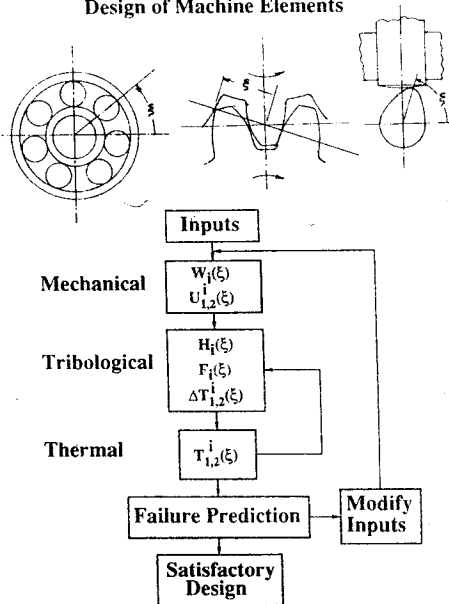 Design of Machine Elements
ξ
ξ
ξ
Inputs
Mechanical
W_i(ξ)
U^i_{1,2}(ξ)
Tribological
H_i(ξ)
F_i(ξ)
ΔT^i_{1,2}(ξ)
Thermal
T^i_{1,2}(ξ)
Failure Prediction
Modify
Inputs
Satisfactory
Design